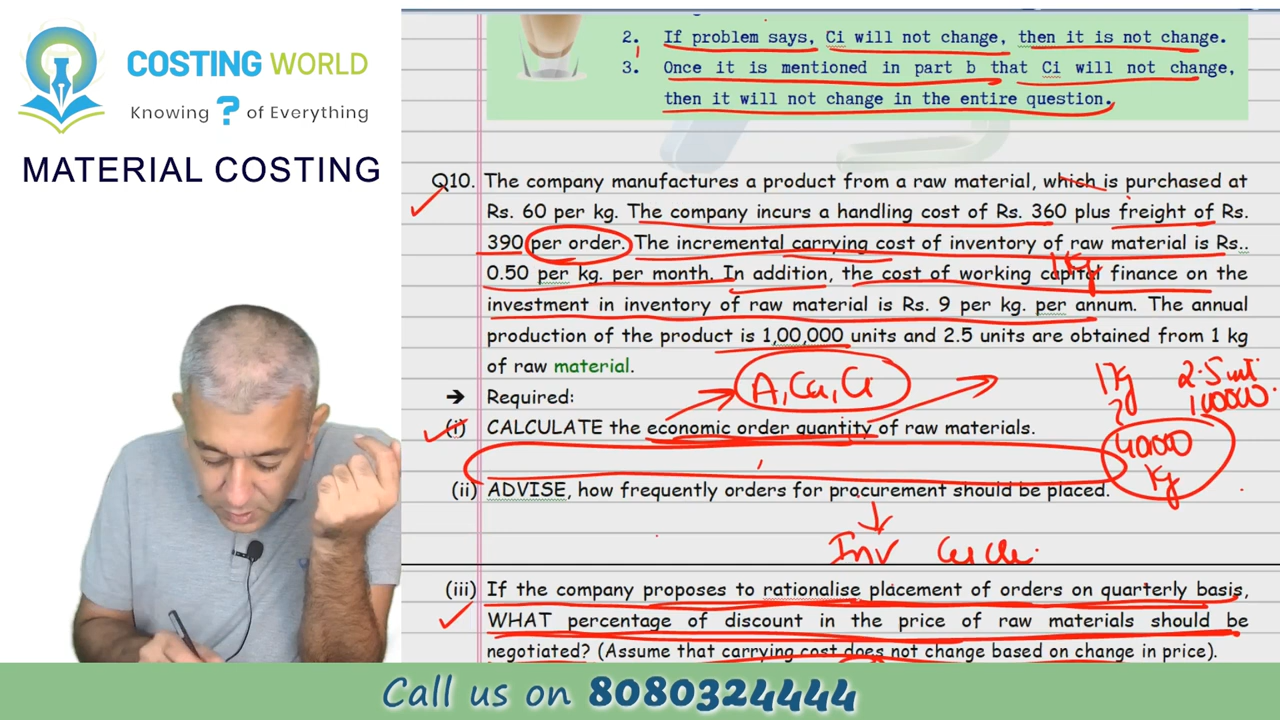 COSTING WORLD
Knowing ? of Everything
MATERIAL COSTING
2. If problem says, Ci will not change, then it is not change.
3. Once it is mentioned in part b that Ci will not change,
then it will not change in the entire question.
Q10. The company manufactures a product from a raw material, which is purchased at
Rs. 60 per kg. The company incurs a handling cost of Rs. 360 plus freight of Rs.
390 per order. The incremental carrying cost of inventory of raw material is Rs..
0.50 per kg. per month. In addition, the cost of working capital finance on the
1Kg
investment in inventory of raw material is Rs. 9 per kg. per annum. The annual
production of the product is 1,00,000 units and 2.5 units are obtained from 1 kg
of raw material.
A, Co, Ci
1Kg 2.5 unit
? 100000
→ Required:
(i) CALCULATE the economic order quantity of raw materials.
40000
Kg
(ii) ADVISE, how frequently orders for procurement should be placed.
Inv
(iii) If the company proposes to rationalise placement of orders on quarterly basis,
WHAT percentage of discount in the price of raw materials should be
negotiated? (Assume that carrying cost does not change based on change in price).
Call us on 8080324444